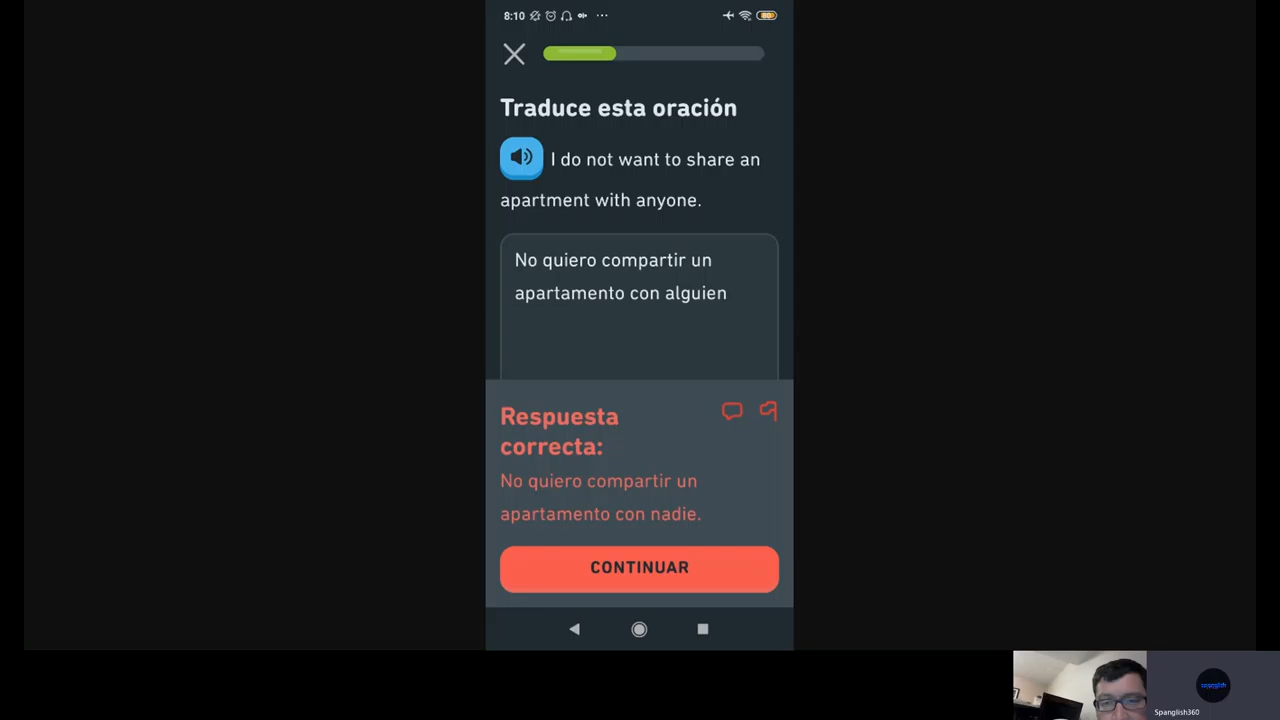 8:10
Traduce esta oración
I do not want to share an
apartment with anyone.
No quiero compartir un
apartamento con alguien
Respuesta
correcta:
No quiero compartir un
apartamento con nadie.
CONTINUAR
spanglish
Spanglish360